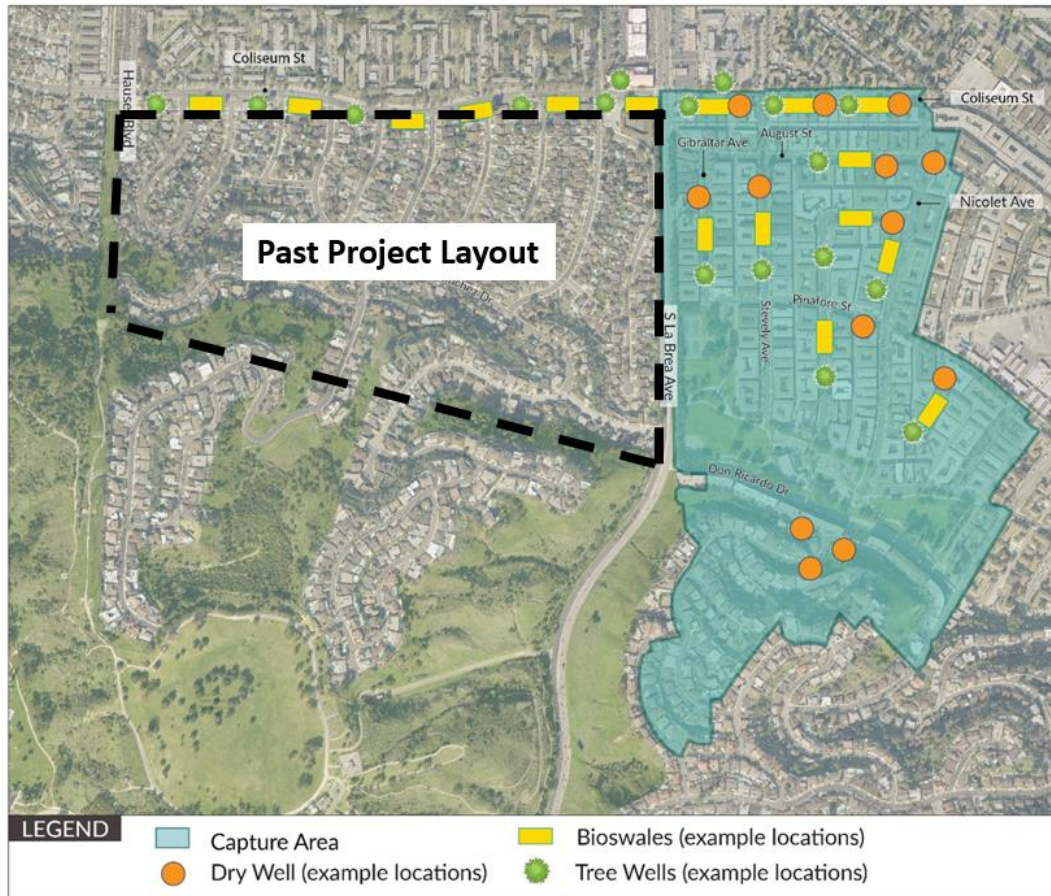 Coliseum St
Hauser Blvd
Coliseum St
August St
Gibraltar Ave
Nicolet Ave
Past Project Layout
Pinafore St
S La Brea Ave
Stevely Ave
Don Ricardo Dr.
LEGEND
Capture Area
Bioswales (example locations)
Dry Well (example locations)
Tree Wells (example locations)